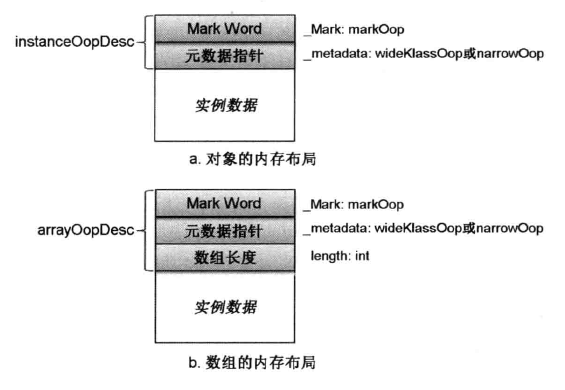 instanceOopDesc
Mark Word
_Mark: markOop
元数据指针
_metadata: wideKlassOop或narrowOop
实例数据
a. 对象的内存布局
arrayOopDesc
Mark Word
_Mark: markOop
元数据指针
_metadata: wideKlassOop或narrowOop
数组长度
length: int
实例数据
b. 数组的内存布局